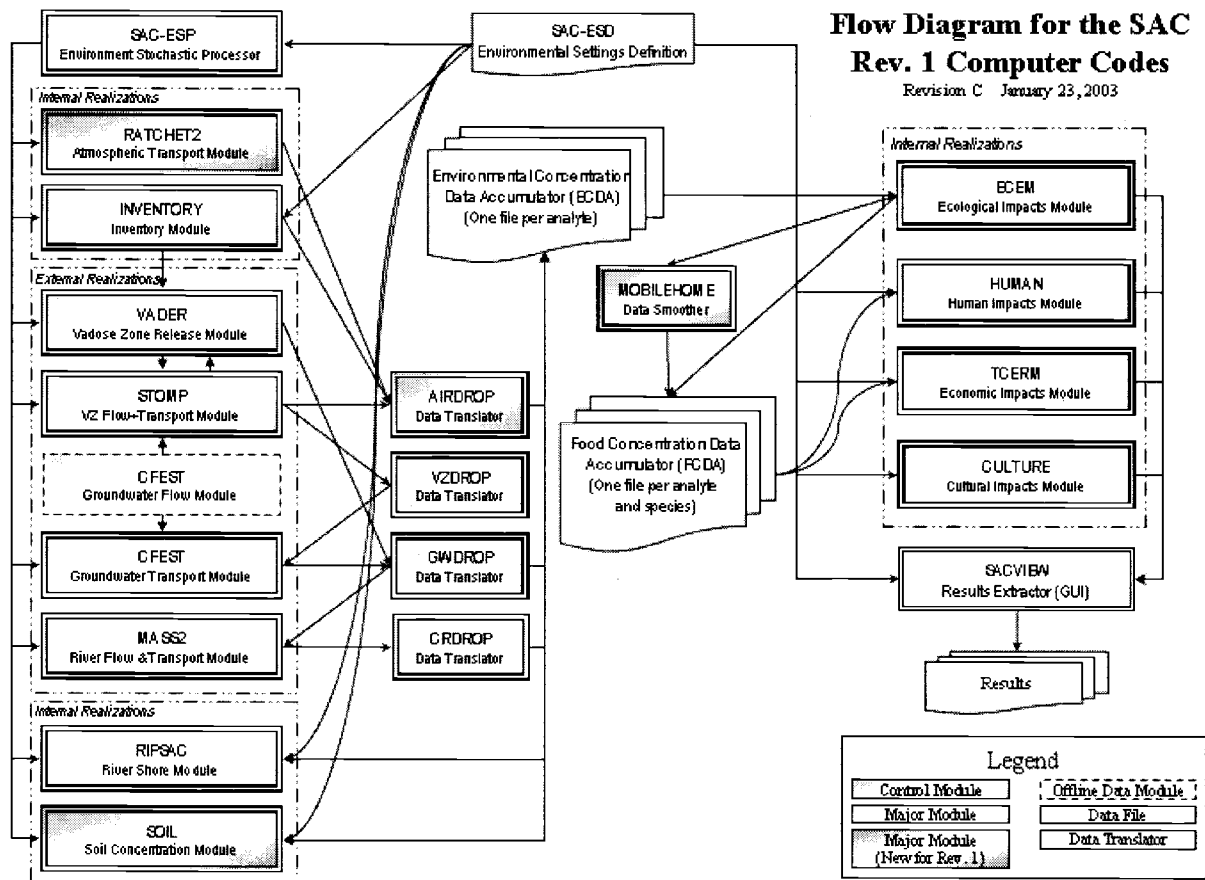 Flow Diagram for the SAC
Rev. 1 Computer Codes
Revision C January 23, 2003
SAC-ESP
Environment Stochastic Processor
SAC-ESD
Environmental Settings Definition
Internal Realizations
RATCHET2
Atmospheric Transport Module
INVENTORY
Inventory Module
External Realizations
VADER
Vadose Zone Release Module
STOMP
VZ Flow+Transport Module
CFEST
Groundwater Flow Module
CFEST
Groundwater Transport Module
MASS2
River Flow & Transport Module
Internal Realizations
RIPSAC
River Shore Module
SOIL
Soil Concentration Module
AIRDROP
Data Translator
VZDROP
Data Translator
GWDROP
Data Translator
CRDROP
Data Translator
Environmental Concentration
Data Accumulator (ECDA)
(One file per analyte)
MOBILEHOME
Data Smoother
Food Concentration Data
Accumulator (FCDA)
(One file per analyte
and species)
Internal Realizations
ECEM
Ecological Impacts Module
HUMAN
Human Impacts Module
TCERM
Economic Impacts Module
CULTURE
Cultural Impacts Module
SACVIEW
Results Extractor (GUI)
Results
Legend
Control Module
Major Module
Major Module
(New for Rev. 1)
Offline Data Module
Data File
Data Translator